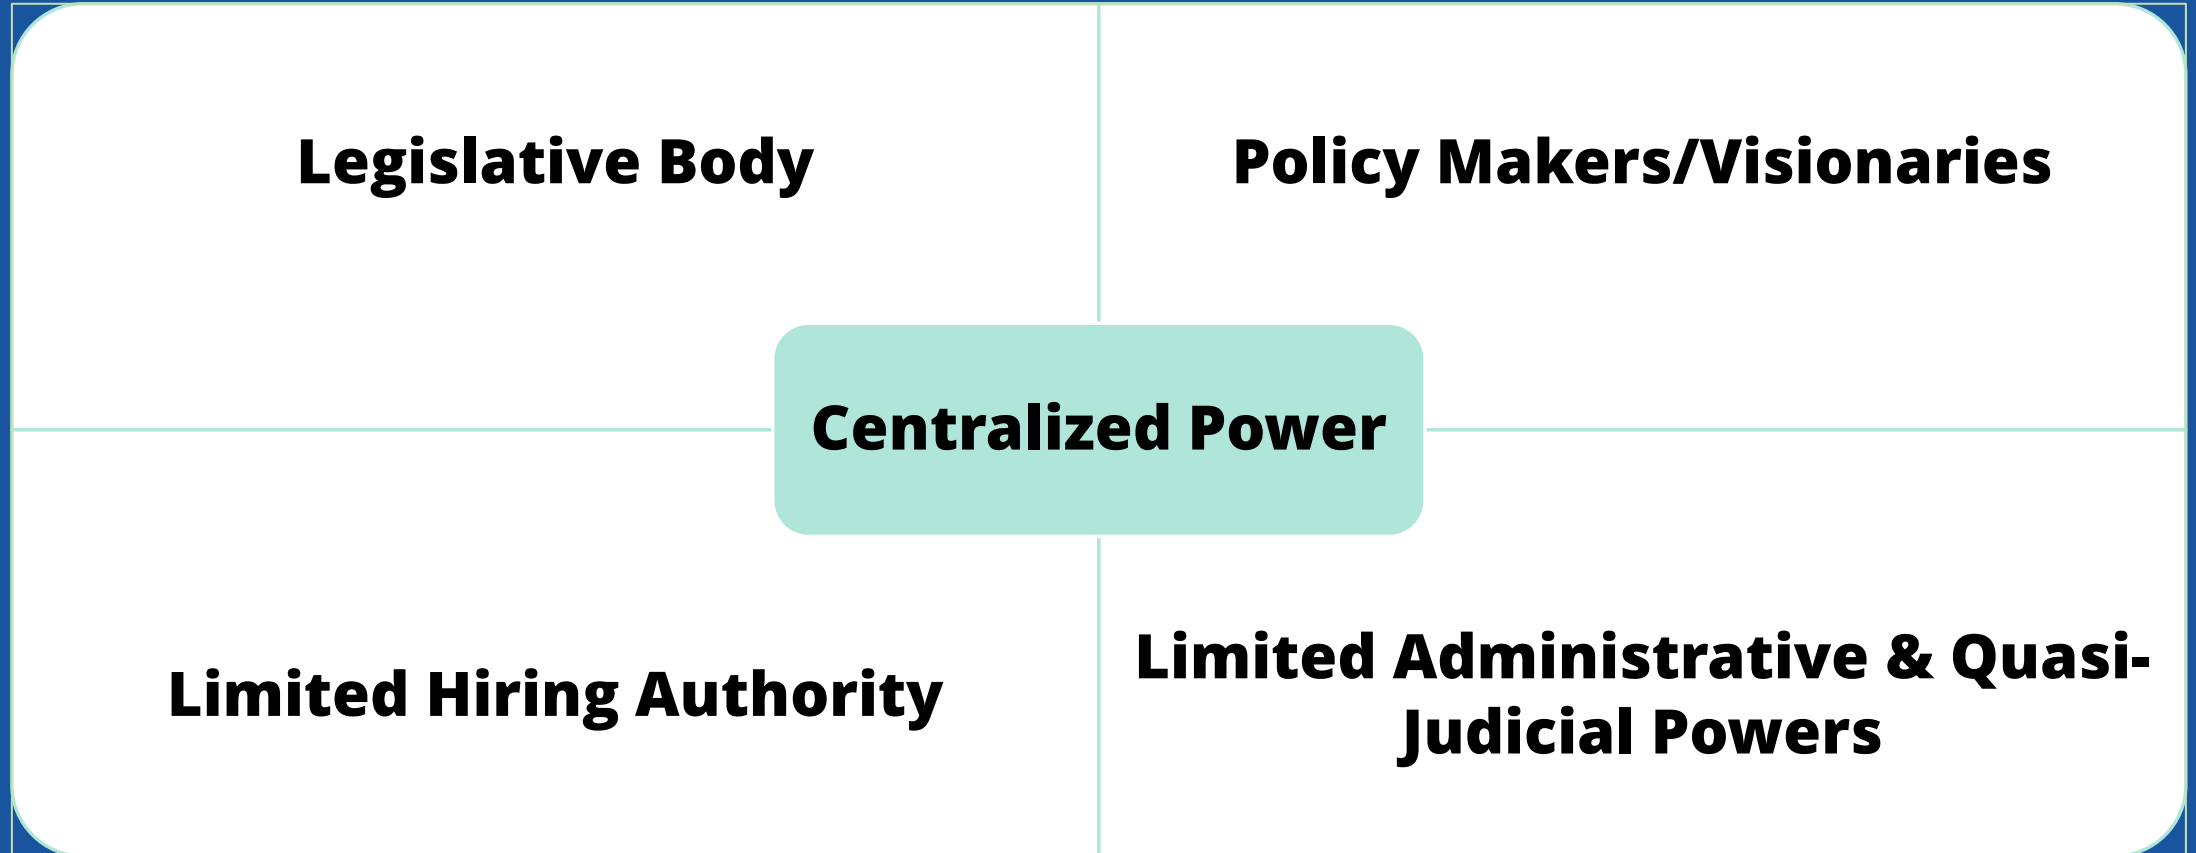 Legislative Body
Policy Makers/Visionaries
Centralized Power
Limited Hiring Authority
Limited Administrative & Quasi-
Judicial Powers